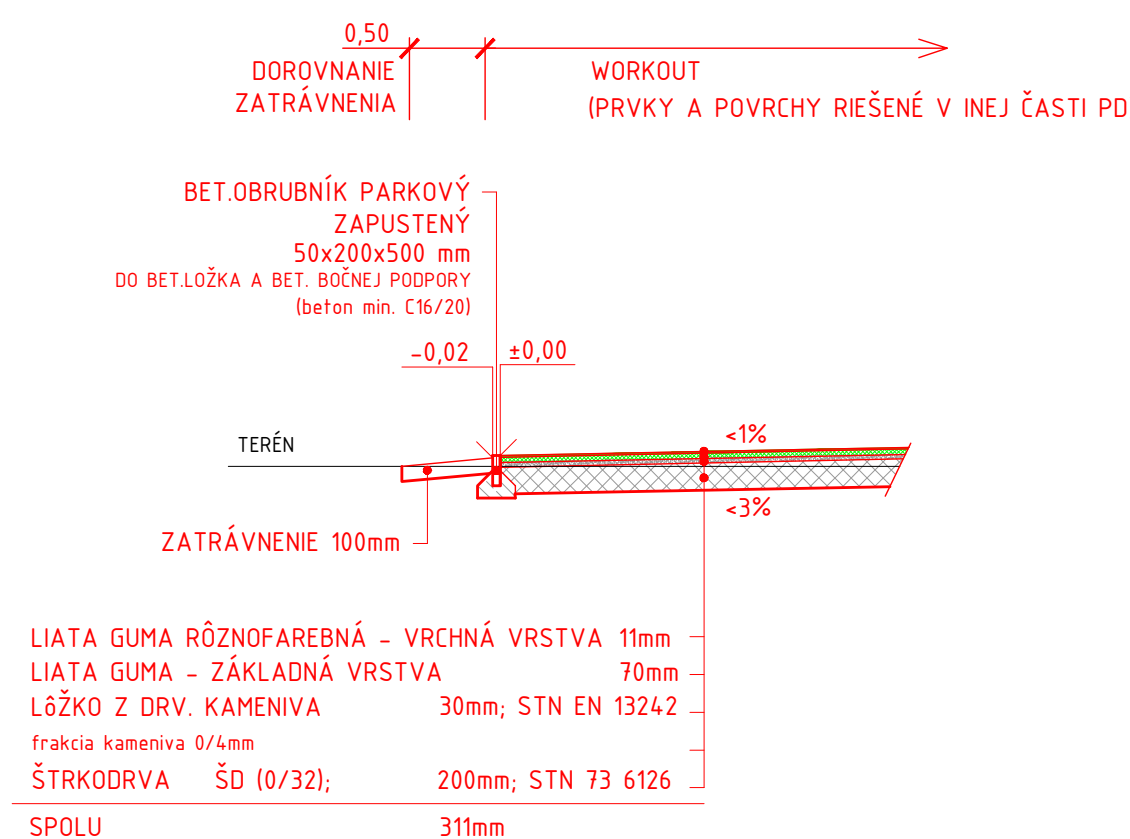 0,50
DOROVNANIE
ZATRÁVNENIA
WORKOUT
(PRVKY A POVRCHY RIEŠENÉ V INEJ ČASTI PD
BET.OBRUBNÍK PARKOVÝ
ZAPUSTENÝ
50x200x500 mm
DO BET.LOŽKA A BET. BOČNEJ PODPORY
(beton min. C16/20)
-0,02
±0,00
TERÉN
<1%
<3%
ZATRÁVNENIE 100mm
LIATA GUMA RÔZNOFAREBNÁ - VRCHNÁ VRSTVA 11mm
LIATA GUMA - ZÁKLADNÁ VRSTVA 70mm
LôŽKO Z DRV. KAMENIVA 30mm; STN EN 13242
frakcia kameniva 0/4mm
ŠTRKODRVA ŠD (0/32); 200mm; STN 73 6126
SPOLU 311mm